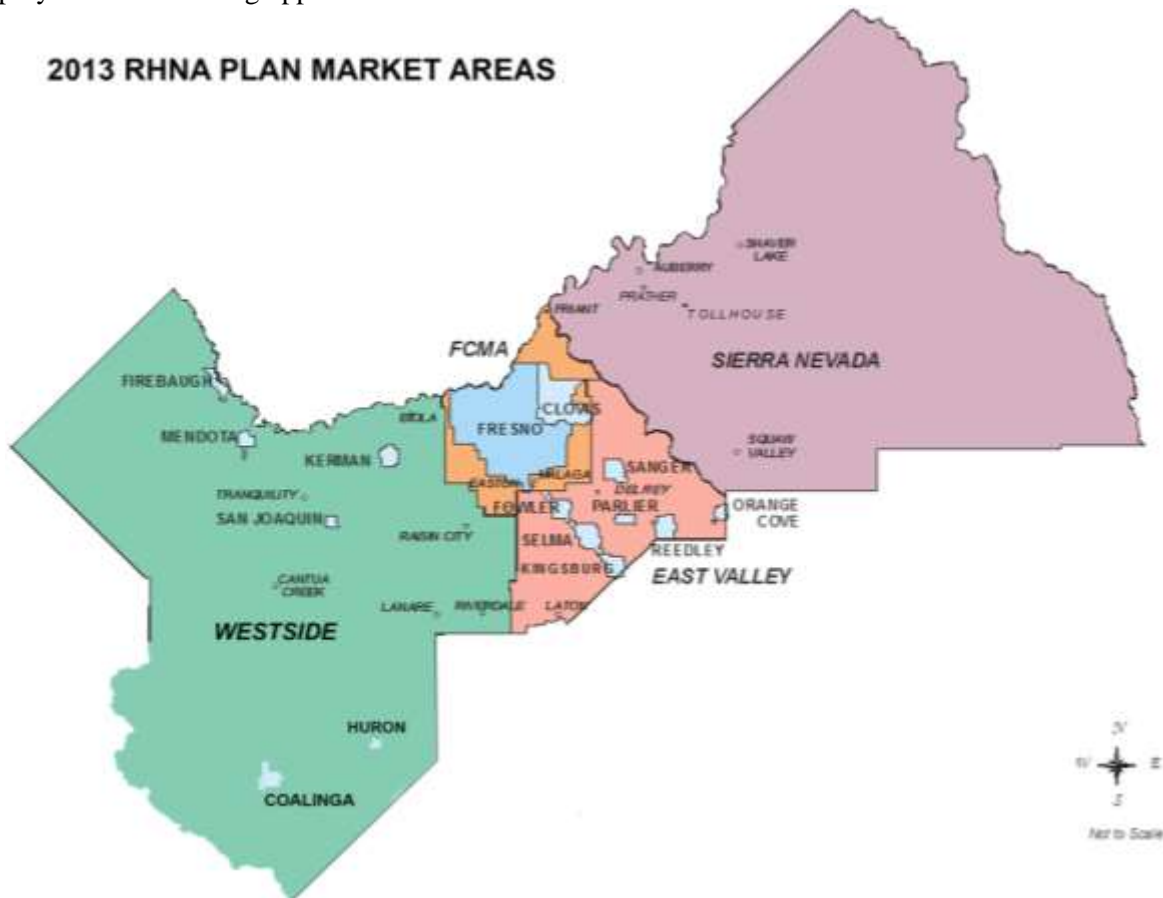 2013 RHNA PLAN MARKET AREAS
SHAVER
LAKE
AUBERRY
PRATHER
TOLLHOUSE
FRIANT
FCMA
SIERRA NEVADA
FIREBAUGH
CLOVIS
BIOLA
FRESNO
MENDOTA
SQUAW
VALLEY
KERMAN
SANGER
MALAGA
EASTON
DEL REY
TRANQUILITY
FOWLER
PARLIER
ORANGE
COVE
SAN JOAQUIN
RAISIN CITY
SELMA
REEDLEY
KINGSBURG
EAST VALLEY
CANTUA
CREEK
LANARE
RIVERDALE
LATON
WESTSIDE
HURON
COALINGA
N
W
E
S
Not to Scale